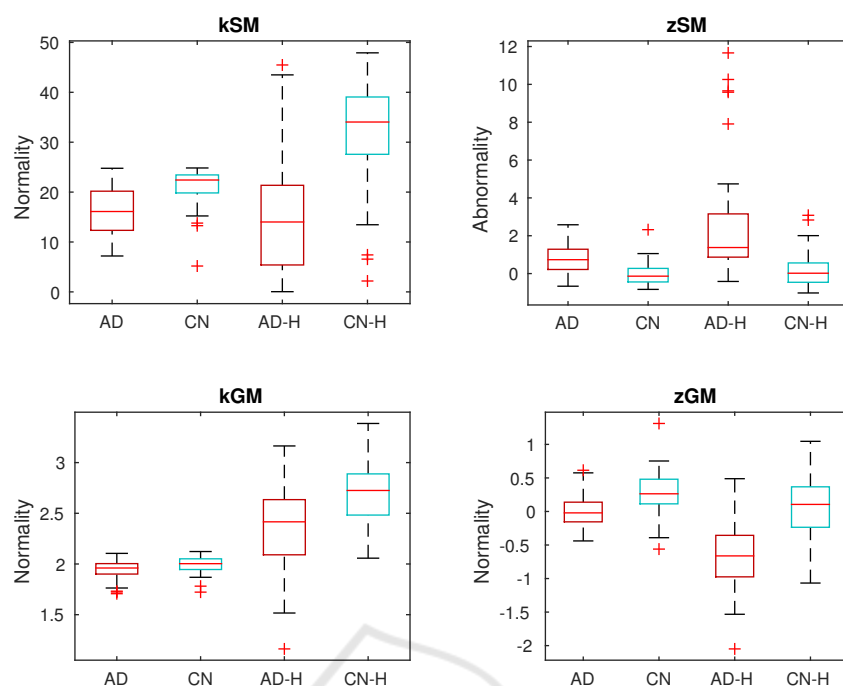 kSM
50
40
30
20
10
0
Normality
AD CN AD-H CN-H
zSM
12
10
8
6
4
2
0
Abnormality
AD CN AD-H CN-H
kGM
3
2.5
2
1.5
Normality
AD CN AD-H CN-H
zGM
1
0.5
0
-0.5
-1
-1.5
-2
Normality
AD CN AD-H CN-H